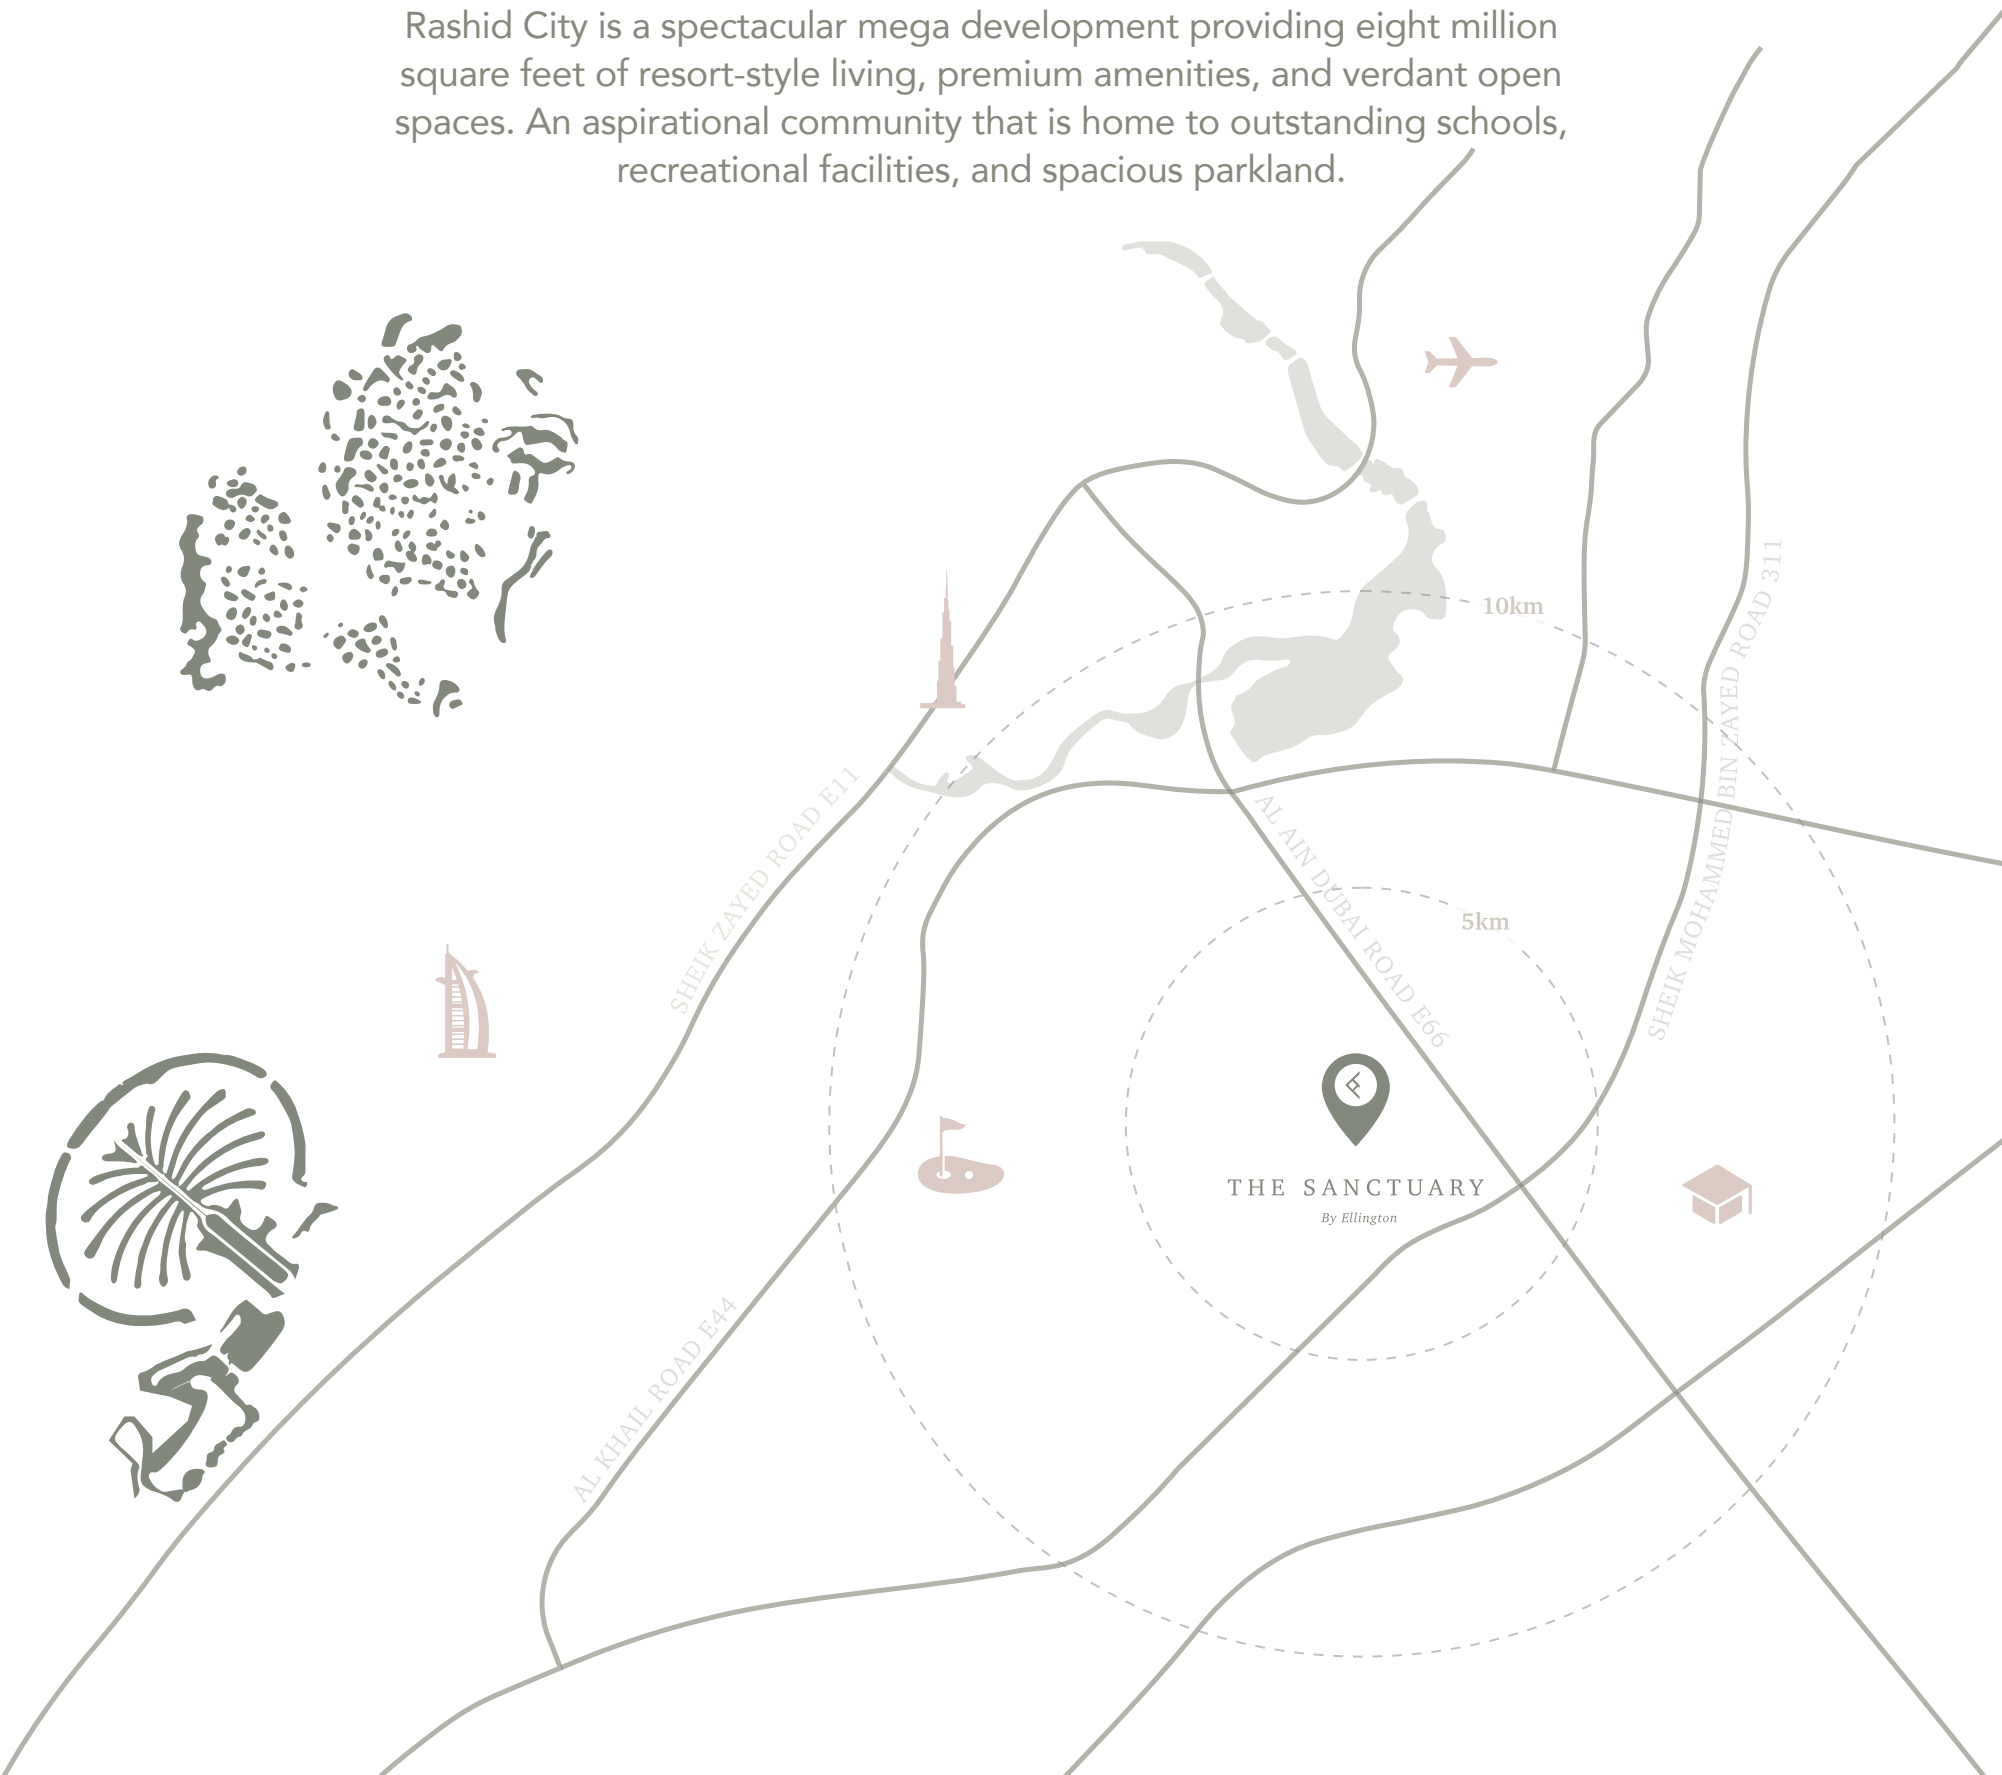 Rashid City is a spectacular mega development providing eight million
square feet of resort-style living, premium amenities, and verdant open
spaces. An aspirational community that is home to outstanding schools,
recreational facilities, and spacious parkland.
10km
SHEIK MOHAMMED BIN ZAYED ROAD 311
SHEIK ZAYED ROAD E11
AL AIN DUBAI ROAD E66
5km
THE SANCTUARY
By Ellington
AL KHAIL ROAD E44